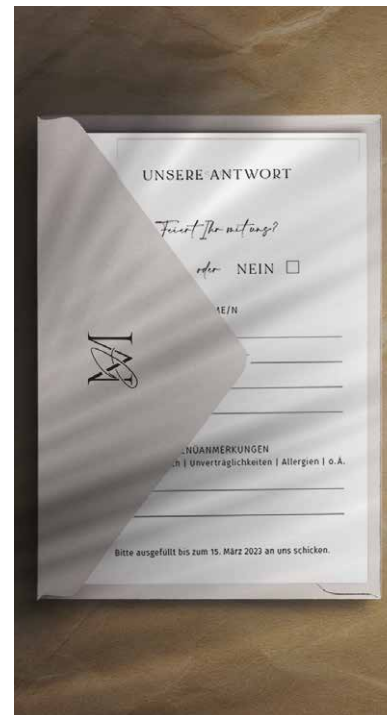 UNSERE ANTWORT
Feiert Ihr mit uns?
oder NEIN
ME/N
ENÜANMERKUNGEN
ch | Unverträglichkeiten | Allergien | o.Ä.
Bitte ausgefüllt bis zum 15. März 2023 an uns schicken.